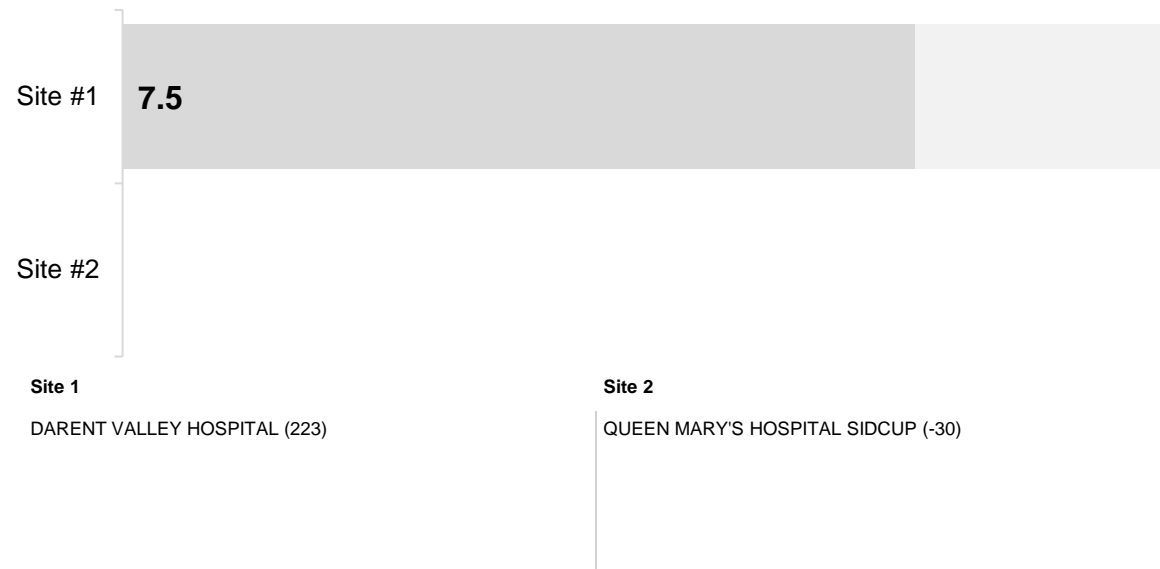 Site #1
7.5
Site #2
Site 1
Site 2
DARENT VALLEY HOSPITAL (223)
QUEEN MARY'S HOSPITAL SIDCUP (-30)